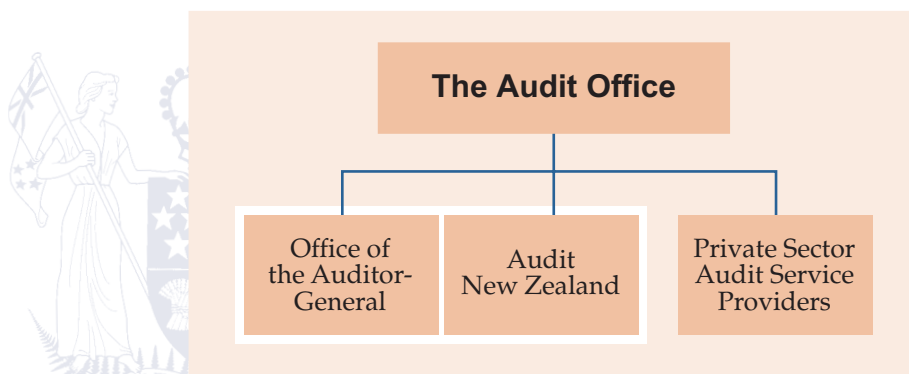 The Audit Office
Office of
the Auditor-
General
Audit
New Zealand
Private Sector
Audit Service
Providers